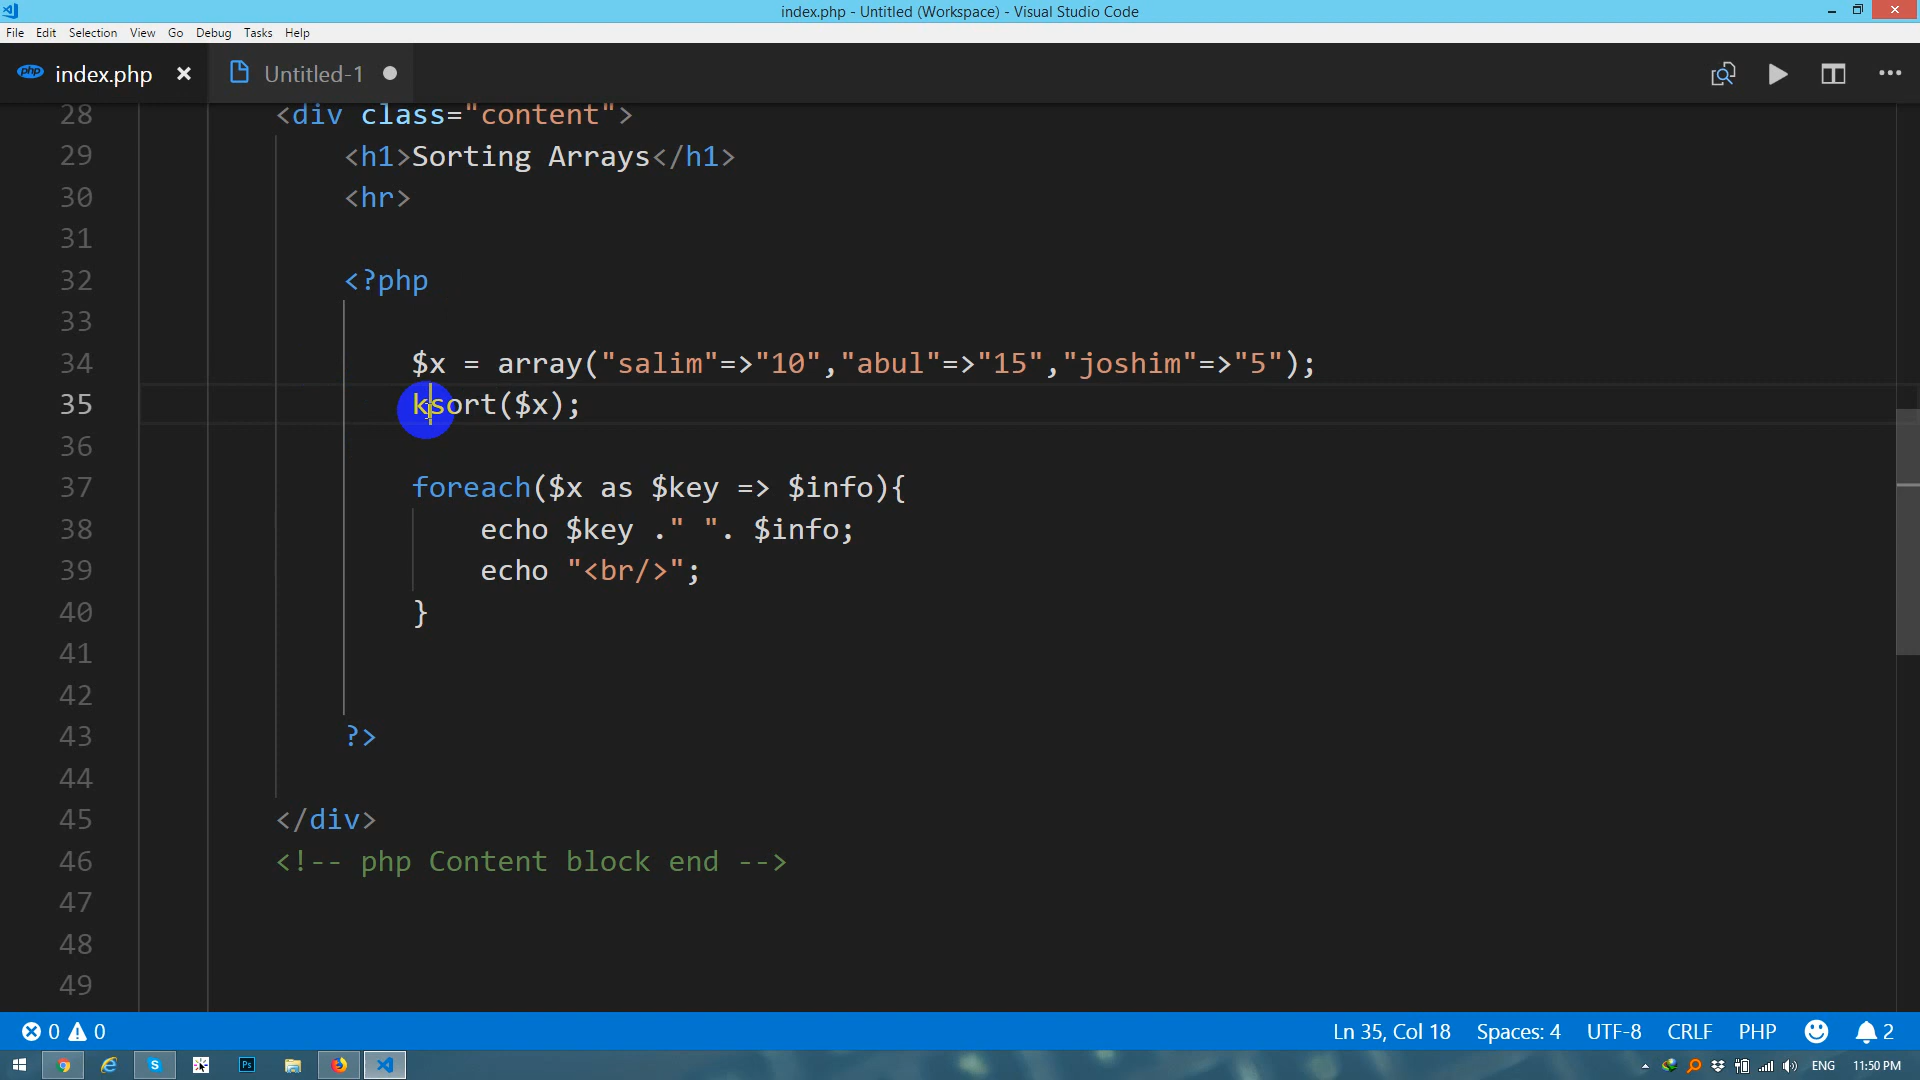 index.php - Untitled (Workspace) - Visual Studio Code
File Edit Selection View Go Debug Tasks Help
php index.php × Untitled-1
28 <div class="content">
29 <h1>Sorting Arrays</h1>
30 <hr>
31
32 <?php
33
34 $x = array("salim"=>"10","abul"=>"15","joshim"=>"5");
35 ksort($x);
36
37 foreach($x as $key => $info){
38 echo $key ." ". $info;
39 echo "<br/>";
40 }
41
42
43 ?>
44
45 </div>
46 <!-- php Content block end -->
47
48
49
0 0 Ln 35, Col 18 Spaces: 4 UTF-8 CRLF PHP 2
S Ps ENG 11:50 PM